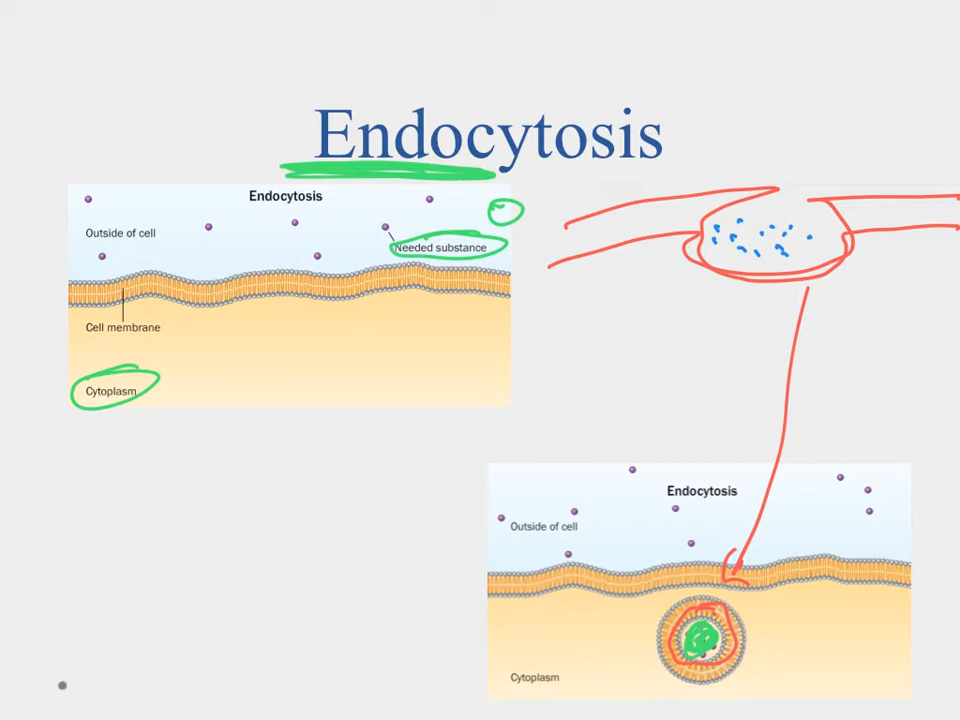 Endocytosis
Endocytosis
Outside of cell
Needed substance
Cell membrane
Cytoplasm
Endocytosis
Outside of cell
Cytoplasm